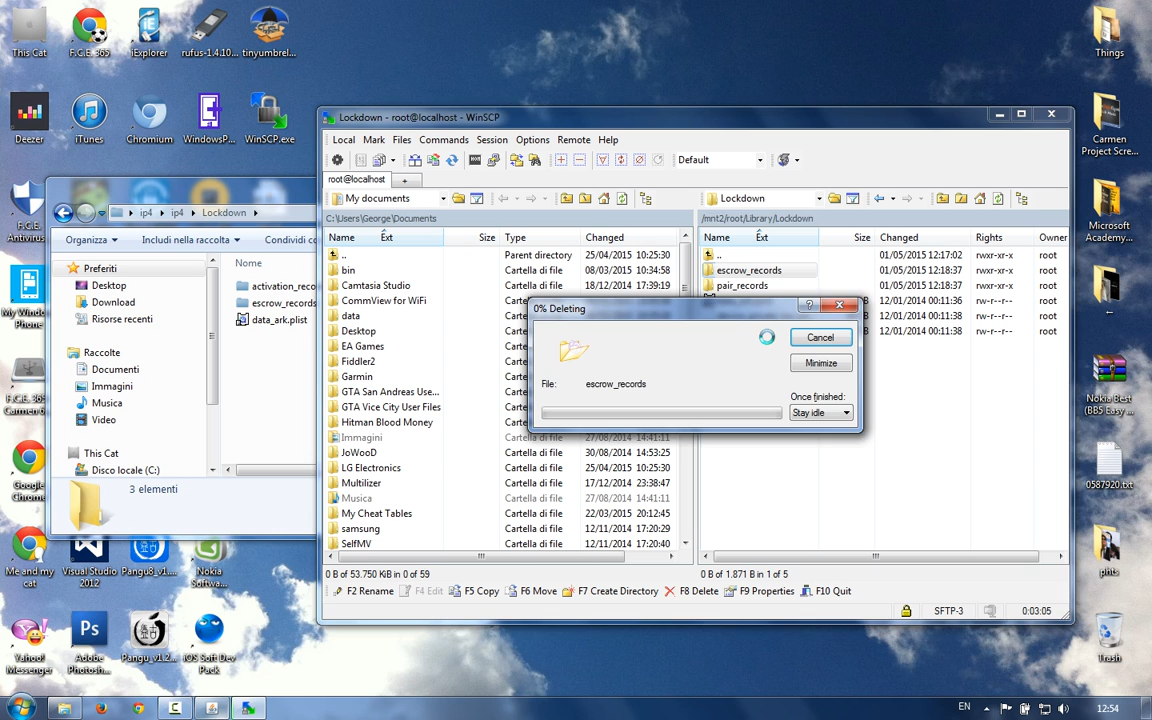 This Cat
F.C.E. 365
iExplorer
rufus-1.4.10...
tinyumbrel...
Deezer
iTunes
Chromium
WindowsP...
WinSCP.exe
F.C.E.
Antivirus
My Windo
Phone
F.C.E. 365
Carmen 6
Google
Chrome
Me and my
cat
Visual Studio
2012
Pangu8_v1....
Nokia
Softwa...
Yahoo!
Messenger
Adobe
Photosh...
Pangu_v1.2...
iOS Soft Dev
Pack
Things
Carmen
Project Scre...
Microsoft
Academy...
Nokia Best
(BB5 Easy ...
0587920.txt
phts
Trash
ip4
ip4
Lockdown
Organizza
Includi nella raccolta
Condividi co
Preferiti
Desktop
Download
Risorse recenti
Raccolte
Documenti
Immagini
Musica
Video
This Cat
Disco locale (C:)
Nome
activation_reco
escrow_records
data_ark.plist
3 elementi
Lockdown - root@localhost - WinSCP
Local Mark Files Commands Session Options Remote Help
Default
root@localhost
My documents
Lockdown
C:\Users\George\Documents
/mnt2/root/Library/Lockdown
Name Ext Size Type Changed
.. Parent directory 25/04/2015 10:25:30
bin Cartella di file 08/03/2015 10:34:58
Camtasia Studio Cartella di file 18/12/2014 17:39:19
CommView for WiFi
data
Desktop
EA Games
Fiddler2
Garmin
GTA San Andreas Use...
GTA Vice City User Files
Hitman Blood Money
Immagini Cartella di file 27/08/2014 14:41:11
JoWooD Cartella di file 30/08/2014 14:53:25
LG Electronics Cartella di file 25/04/2015 10:25:30
Multilizer Cartella di file 17/12/2014 23:38:47
Musica Cartella di file 27/08/2014 14:41:11
My Cheat Tables Cartella di file 22/03/2015 20:12:45
samsung Cartella di file 12/11/2014 17:20:29
SelfMV Cartella di file 12/11/2014 17:20:40
Name Ext Size Changed Rights Owner
.. 01/05/2015 12:17:02 rwxr-xr-x root
escrow_records 01/05/2015 12:18:37 rwxr-xr-x root
pair_records 01/05/2015 12:18:37 rwxr-xr-x root
12/01/2014 00:11:36 rw-r--r-- root
12/01/2014 00:11:38 rw-r--r-- root
12/01/2014 00:11:38 rw-r--r-- root
0% Deleting
Cancel
Minimize
File: escrow_records
Once finished:
Stay idle
0 B of 53.750 KiB in 0 of 59
0 B of 1.871 B in 1 of 5
F2 Rename F4 Edit F5 Copy F6 Move F7 Create Directory F8 Delete F9 Properties F10 Quit
SFTP-3 0:03:05
EN 12:54